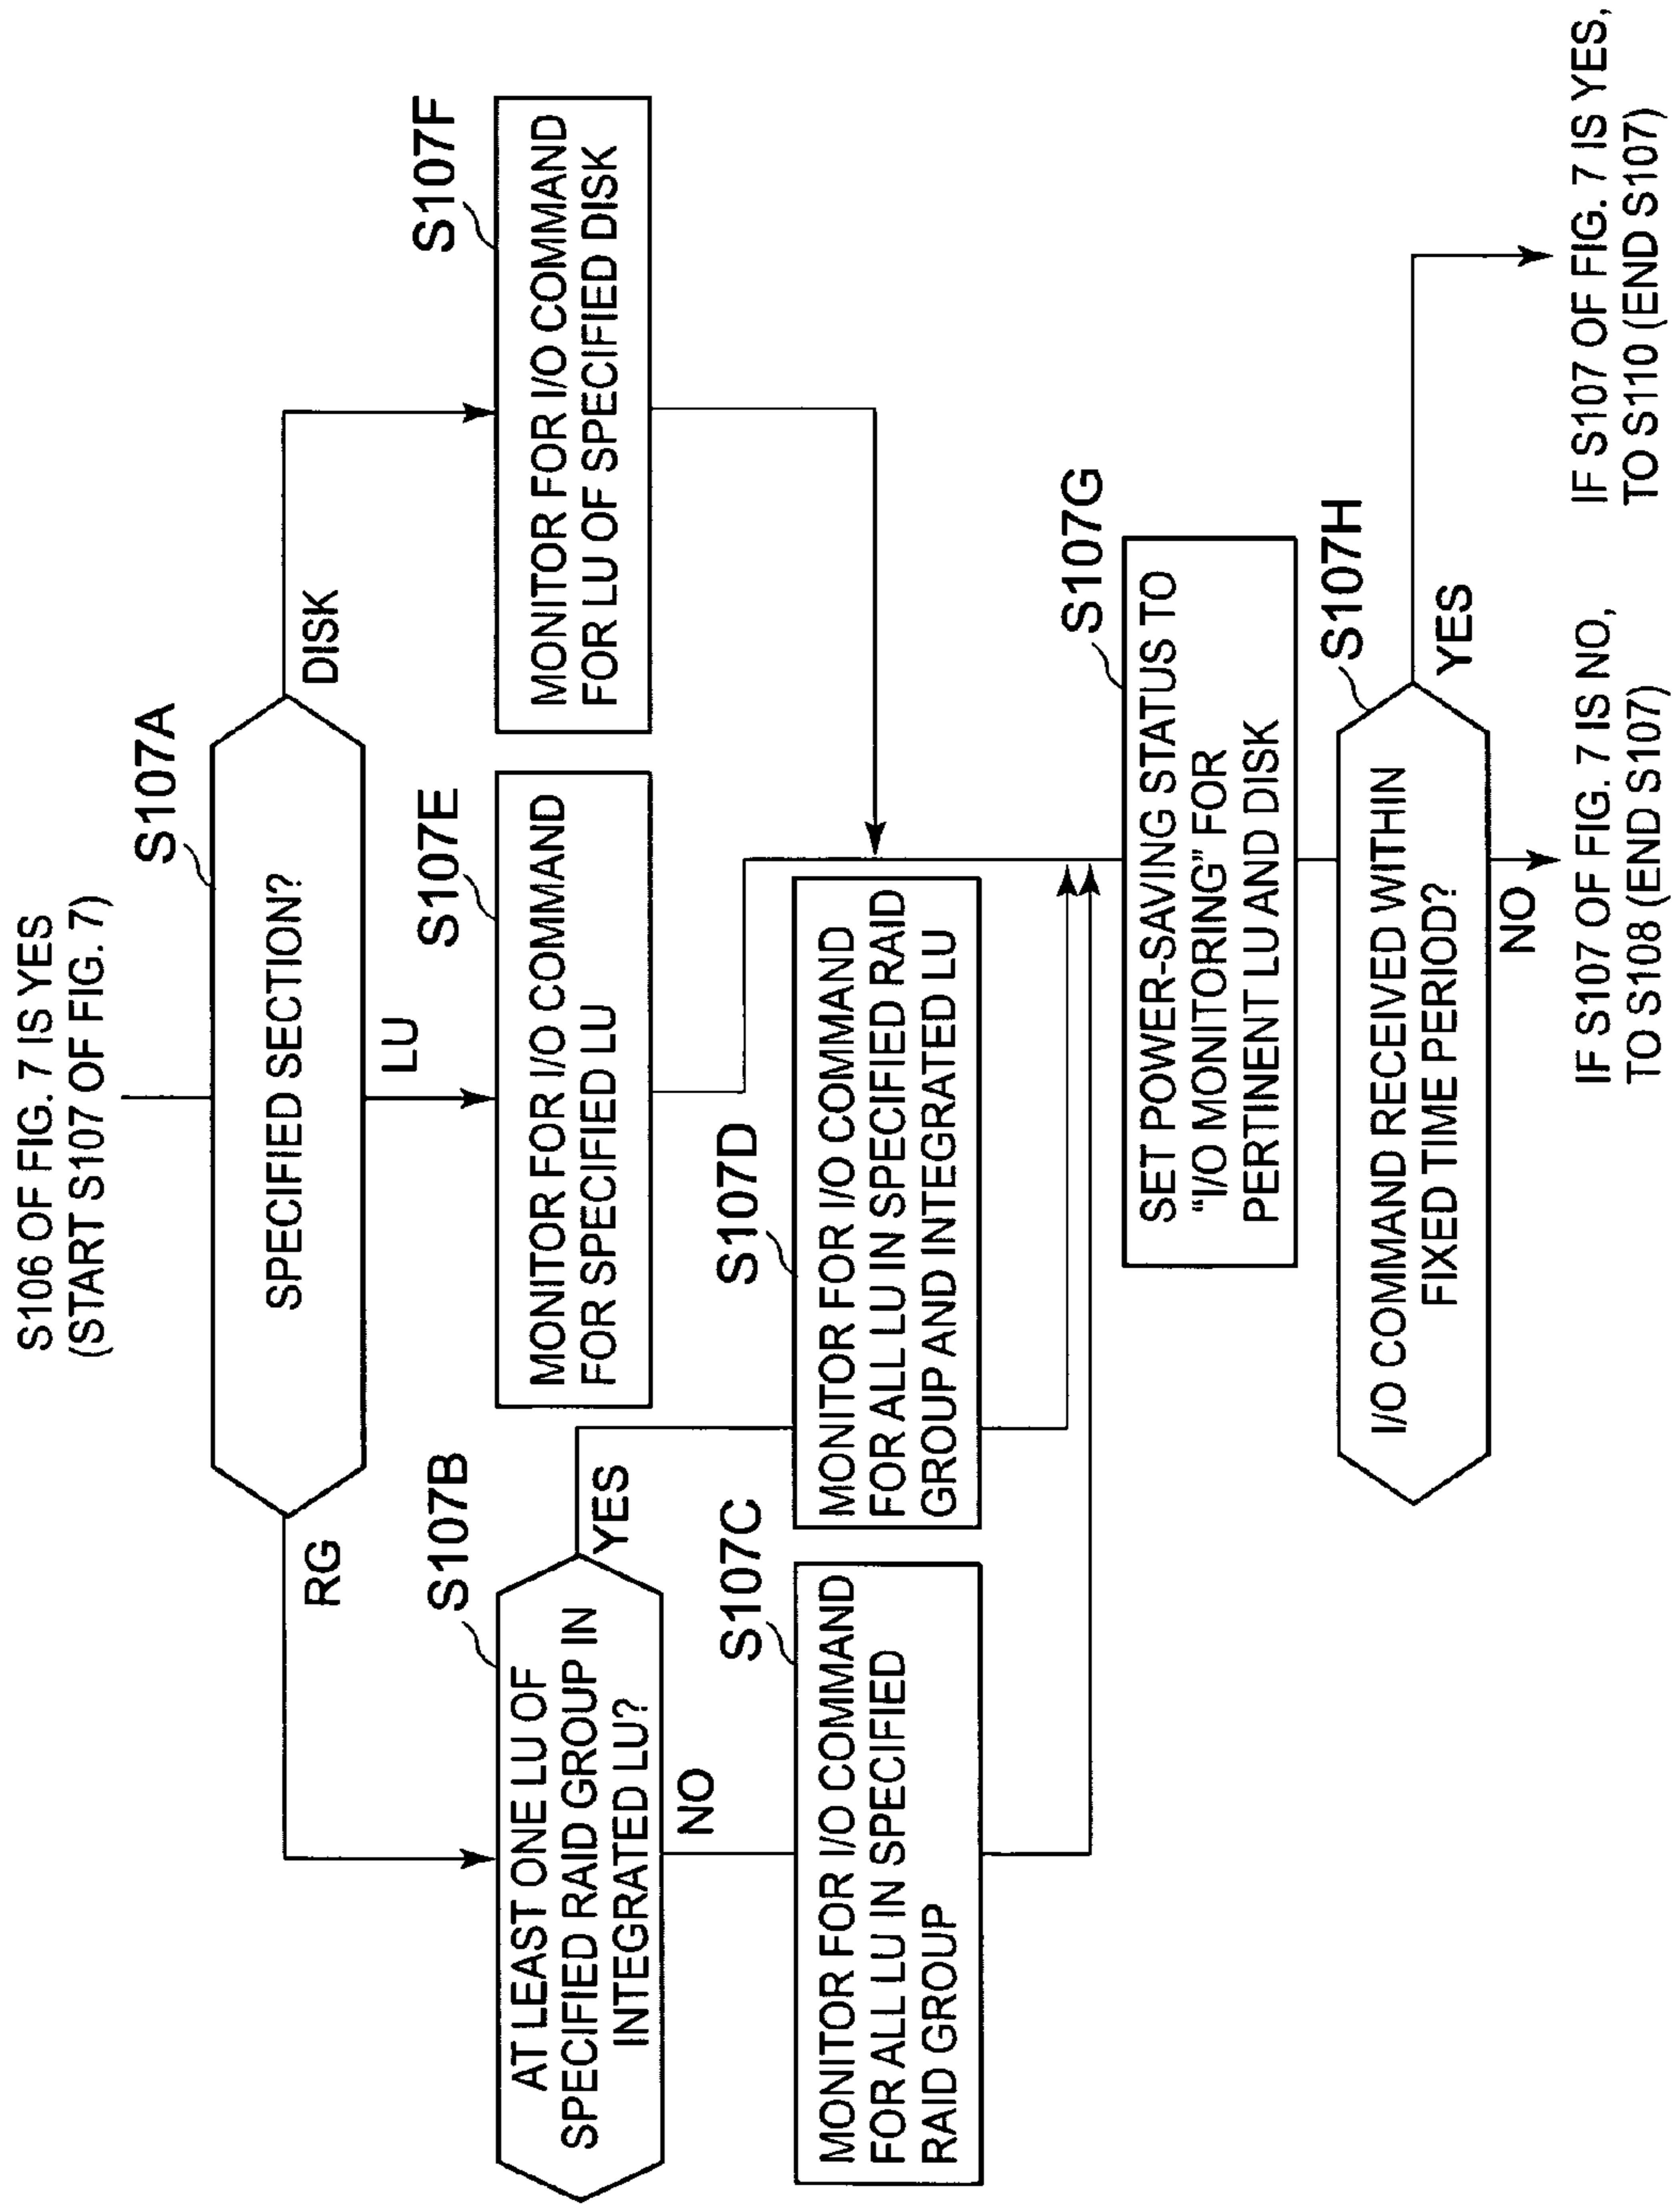 S106 OF FIG. 7 IS YES
(START S107 OF FIG. 7)
S107A
SPECIFIED SECTION?
RG
LU
DISK
S107B
AT LEAST ONE LU OF
SPECIFIED RAID GROUP IN
INTEGRATED LU?
YES
NO
S107E
MONITOR FOR I/O COMMAND
FOR SPECIFIED LU
S107F
MONITOR FOR I/O COMMAND
FOR LU OF SPECIFIED DISK
S107C
MONITOR FOR I/O COMMAND
FOR ALL LU IN SPECIFIED
RAID GROUP
S107D
MONITOR FOR I/O COMMAND
FOR ALL LU IN SPECIFIED RAID
GROUP AND INTEGRATED LU
S107G
SET POWER-SAVING STATUS TO
“I/O MONITORING” FOR
PERTINENT LU AND DISK
S107H
I/O COMMAND RECEIVED WITHIN
FIXED TIME PERIOD?
YES
NO
IF S107 OF FIG. 7 IS NO,
TO S108 (END S107)
IF S107 OF FIG. 7 IS YES,
TO S110 (END S107)